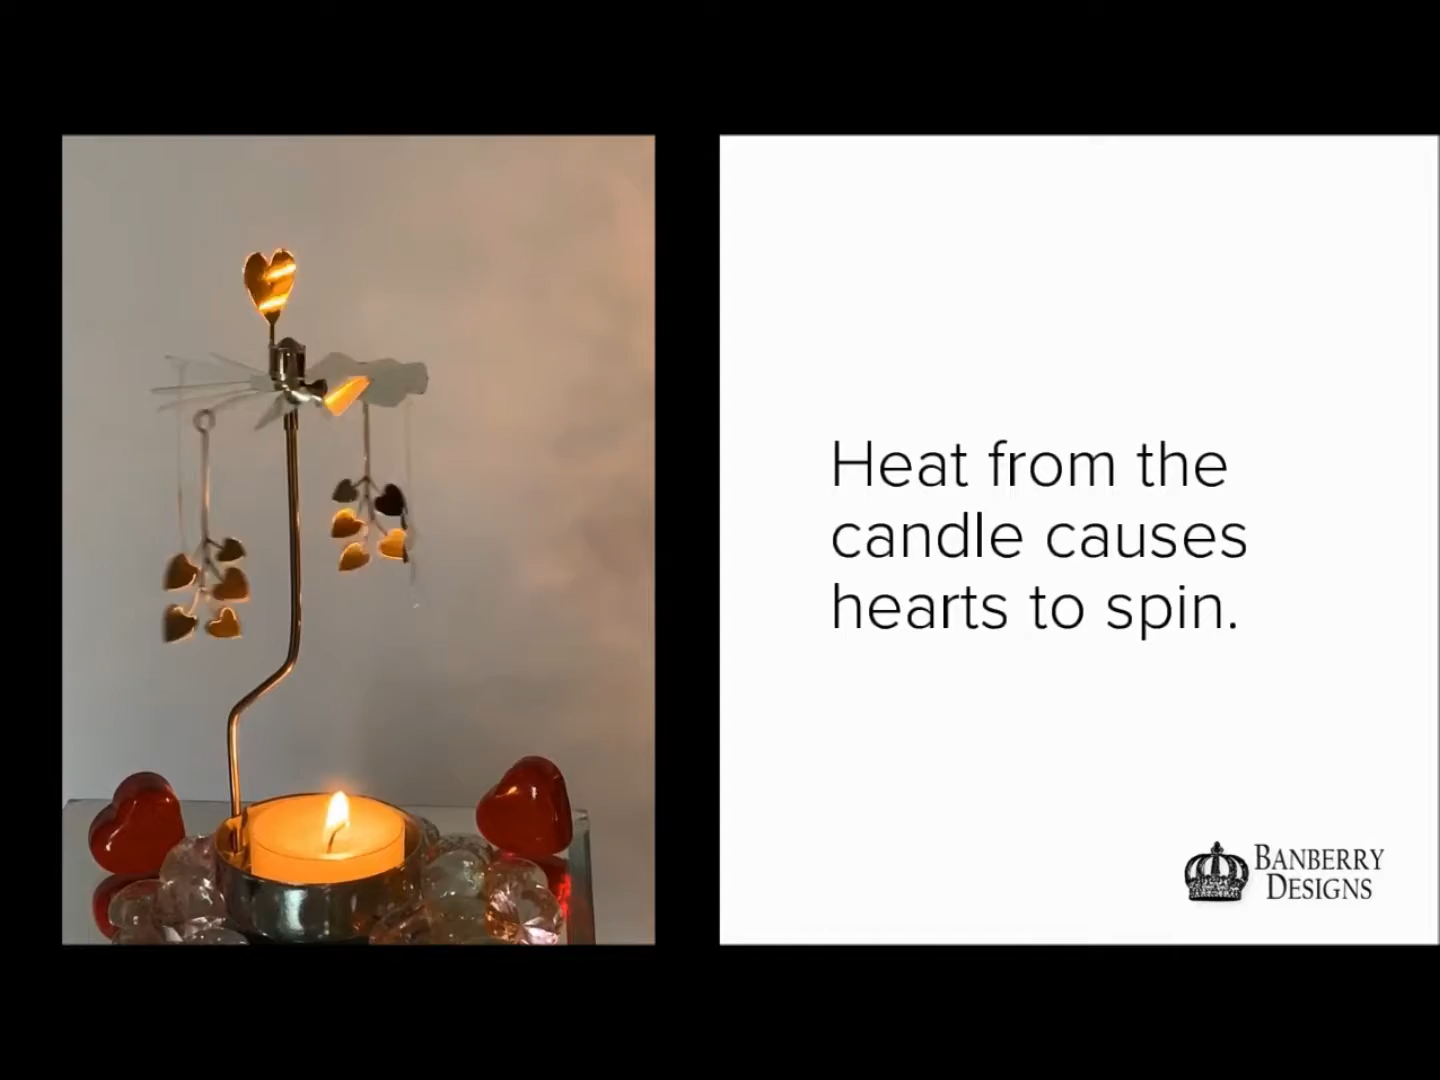 Heat from the
candle causes
hearts to spin.
BANBERRY
DESIGNS